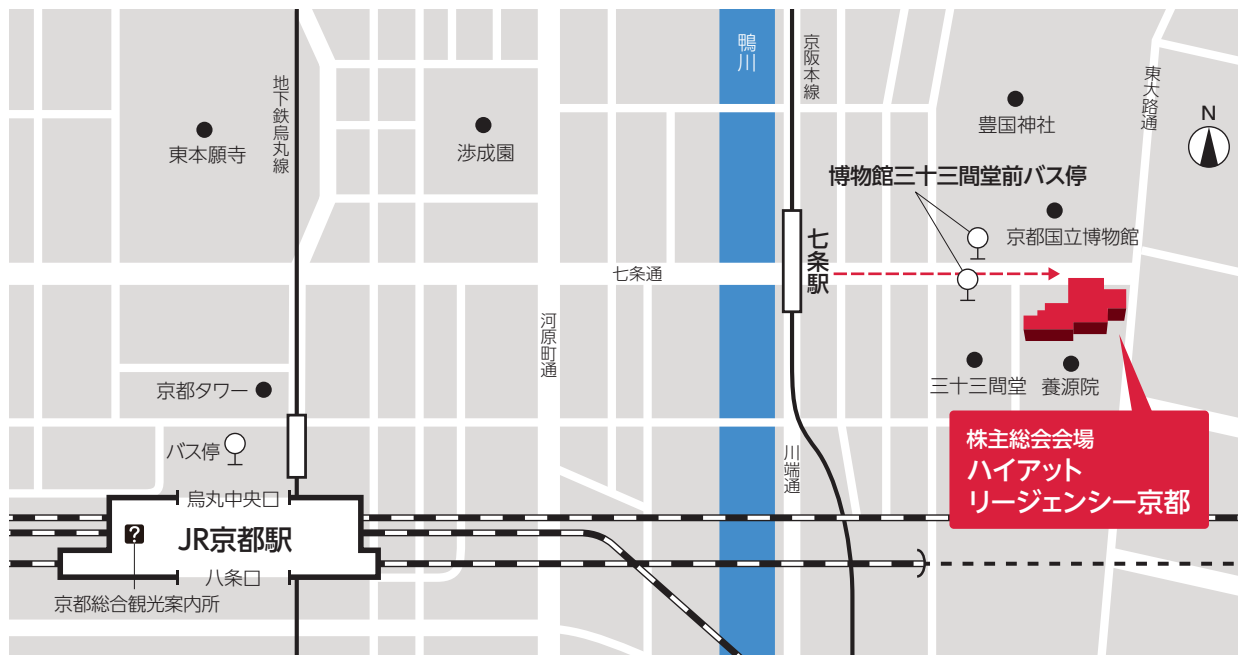 鴨川
京阪本線
東大路通
地下鉄烏丸線
豊国神社
N
東本願寺
渉成園
博物館三十三間堂前バス停
京都国立博物館
七条通
七条駅
河原町通
京都タワー
三十三間堂
養源院
バス停
川端通
株主総会会場
ハイアット
リージェンシー京都
烏丸中央口
?
JR京都駅
八条口
京都総合観光案内所